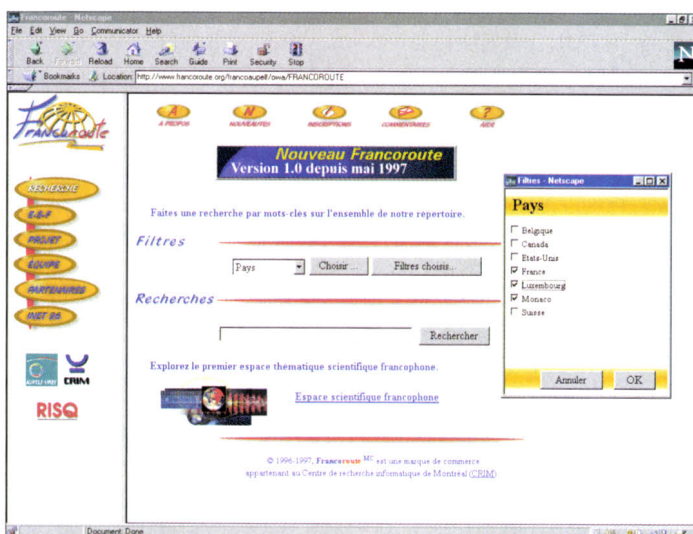 Francoroute - Netscape
File Edit View Go Communicator Help
Back Forward Reload Home Search Guide Print Security Stop
N
Bookmarks Location: http://www.francoroute.org/francoaupelf/owa/FRANCOROUTE
FRANCOROUTE
A N
?
A PROPOS NOUVEAUTES INSCRIPTIONS COMMENTAIRES AIDE
Nouveau Francoroute
Version 1.0 depuis mai 1997
RECHERCHE
E-S-F
PROJET
ÉQUIPE
PARTENAIRES
INET 95
CRIM
RISQ
Faites une recherche par mots-clés sur l'ensemble de notre répertoire.
Filtres
Pays Choisir ... Filtres choisis...
Recherches
Rechercher
Explorez le premier espace thématique scientifique francophone.
Espace scientifique francophone
© 1996-1997, Francoroute MC est une marque de commerce
appartenant au Centre de recherche informatique de Montréal (CRIM)
Filtres - Netscape
Pays
Belgique
Canada
Etats-Unis
France
Luxembourg
Monaco
Suisse
Annuler OK
Document: Done